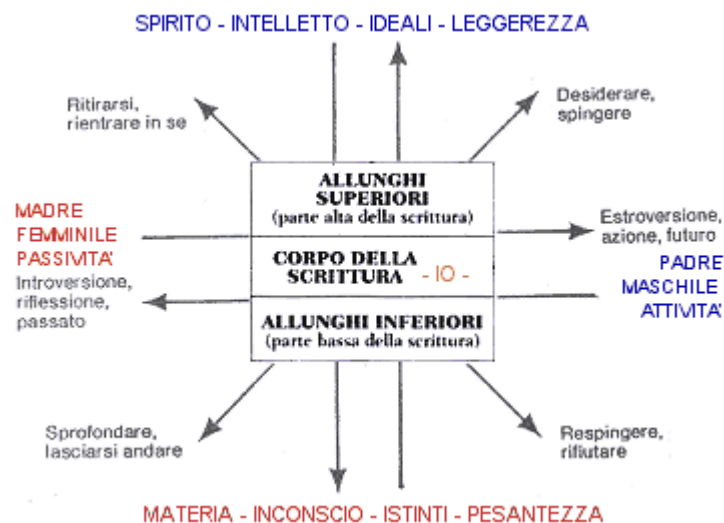 SPIRITO - INTELLETTO - IDEALI - LEGGEREZZA
Ritirarsi,
rientrare in se
Desiderare,
spingere
ALLUNGHI
SUPERIORI
(parte alta della scrittura)
MADRE
FEMMINILE
PASSIVITA'
Introversione,
riflessione,
passato
CORPO DELLA
SCRITTURA - IO -
Estroversione,
azione, futuro
PADRE
MASCHILE
ATTIVITA'
ALLUNGHI INFERIORI
(parte bassa della scrittura)
Sprofondare,
lasciarsi andare
Respingere,
rifiutare
MATERIA - INCONSCIO - ISTINTI - PESANTEZZA